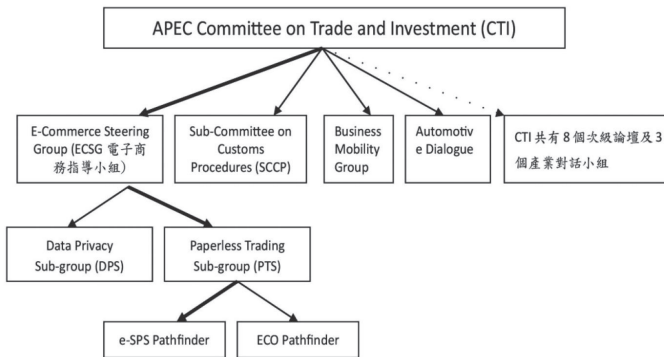 APEC Committee on Trade and Investment (CTI)
E-Commerce Steering
Group (ECSG 電子商
務指導小組)
Sub-Committee on
Customs
Procedures (SCCP)
Business
Mobility
Group
Automotiv
e Dialogue
CTI 共有 8 個次級論壇及 3
個產業對話小組
Data Privacy
Sub-group (DPS)
Paperless Trading
Sub-group (PTS)
e-SPS Pathfinder
ECO Pathfinder